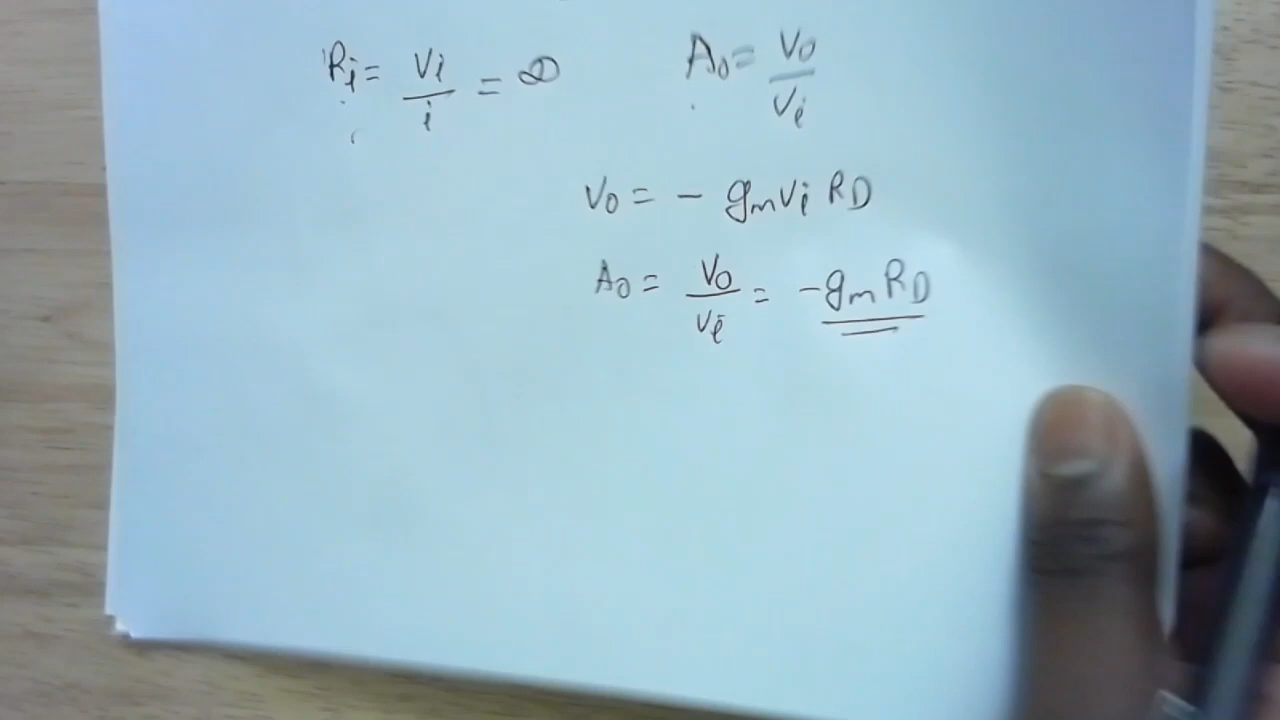 Ri = Vi / i = ∞
A0 = V0 / Vi
V0 = - gmVi RD
A0 = V0 / Vi = -gmRD